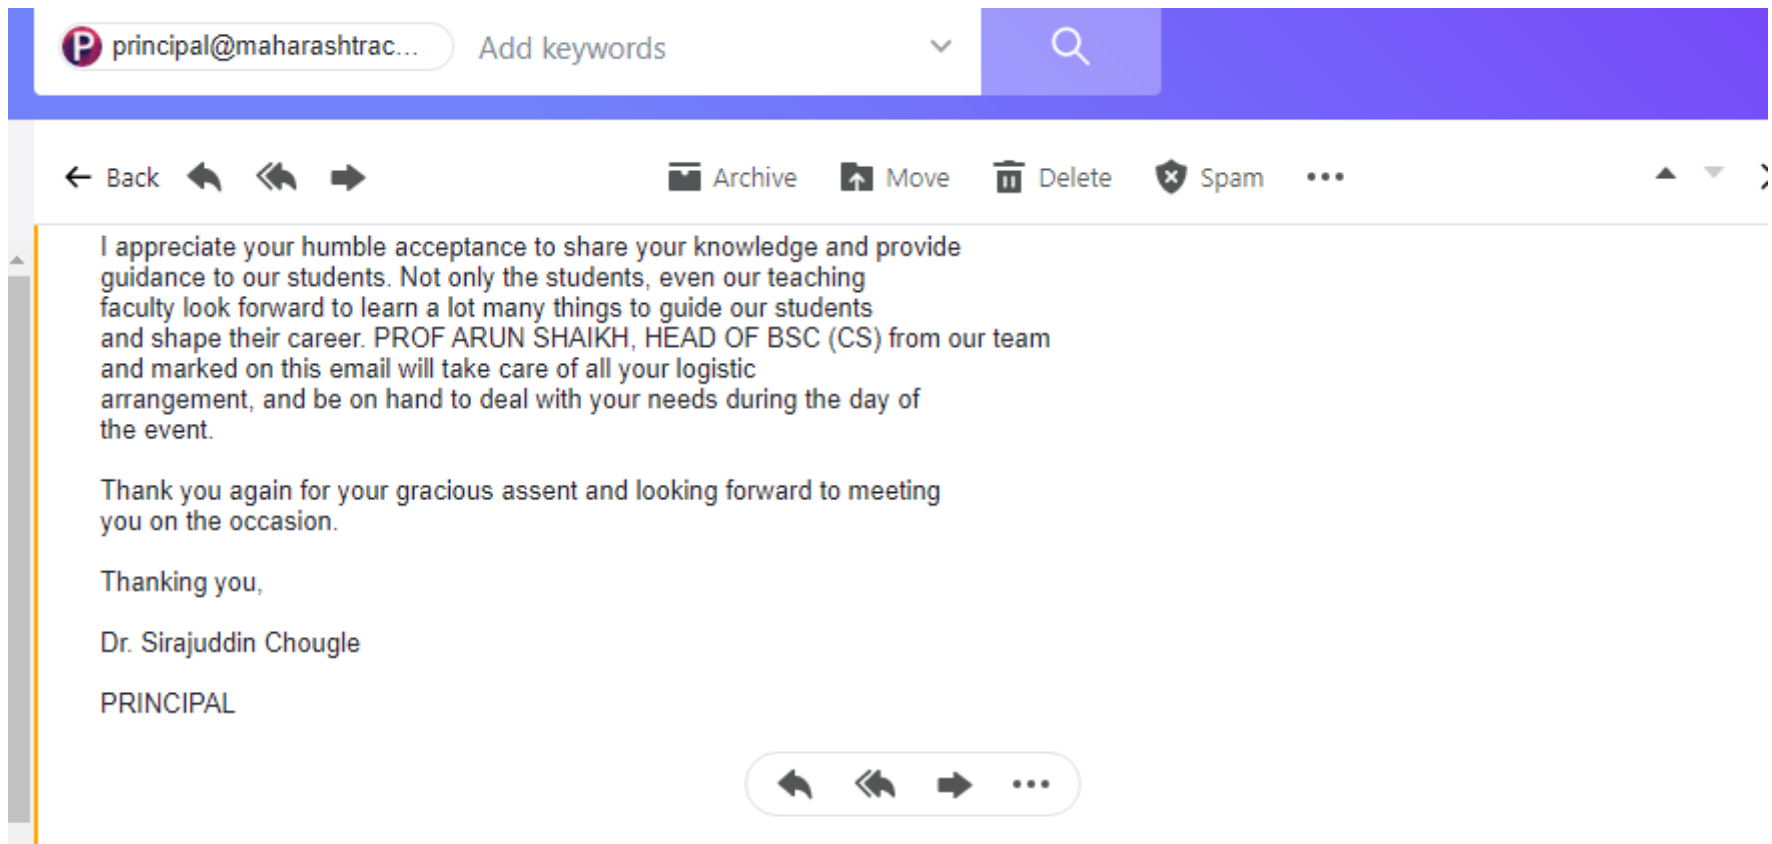 P principal@maharashtrac... Add keywords
Back Archive Move Delete Spam
I appreciate your humble acceptance to share your knowledge and provide
guidance to our students. Not only the students, even our teaching
faculty look forward to learn a lot many things to guide our students
and shape their career. PROF ARUN SHAIKH, HEAD OF BSC (CS) from our team
and marked on this email will take care of all your logistic
arrangement, and be on hand to deal with your needs during the day of
the event.
Thank you again for your gracious assent and looking forward to meeting
you on the occasion.
Thanking you,
Dr. Sirajuddin Chougle
PRINCIPAL